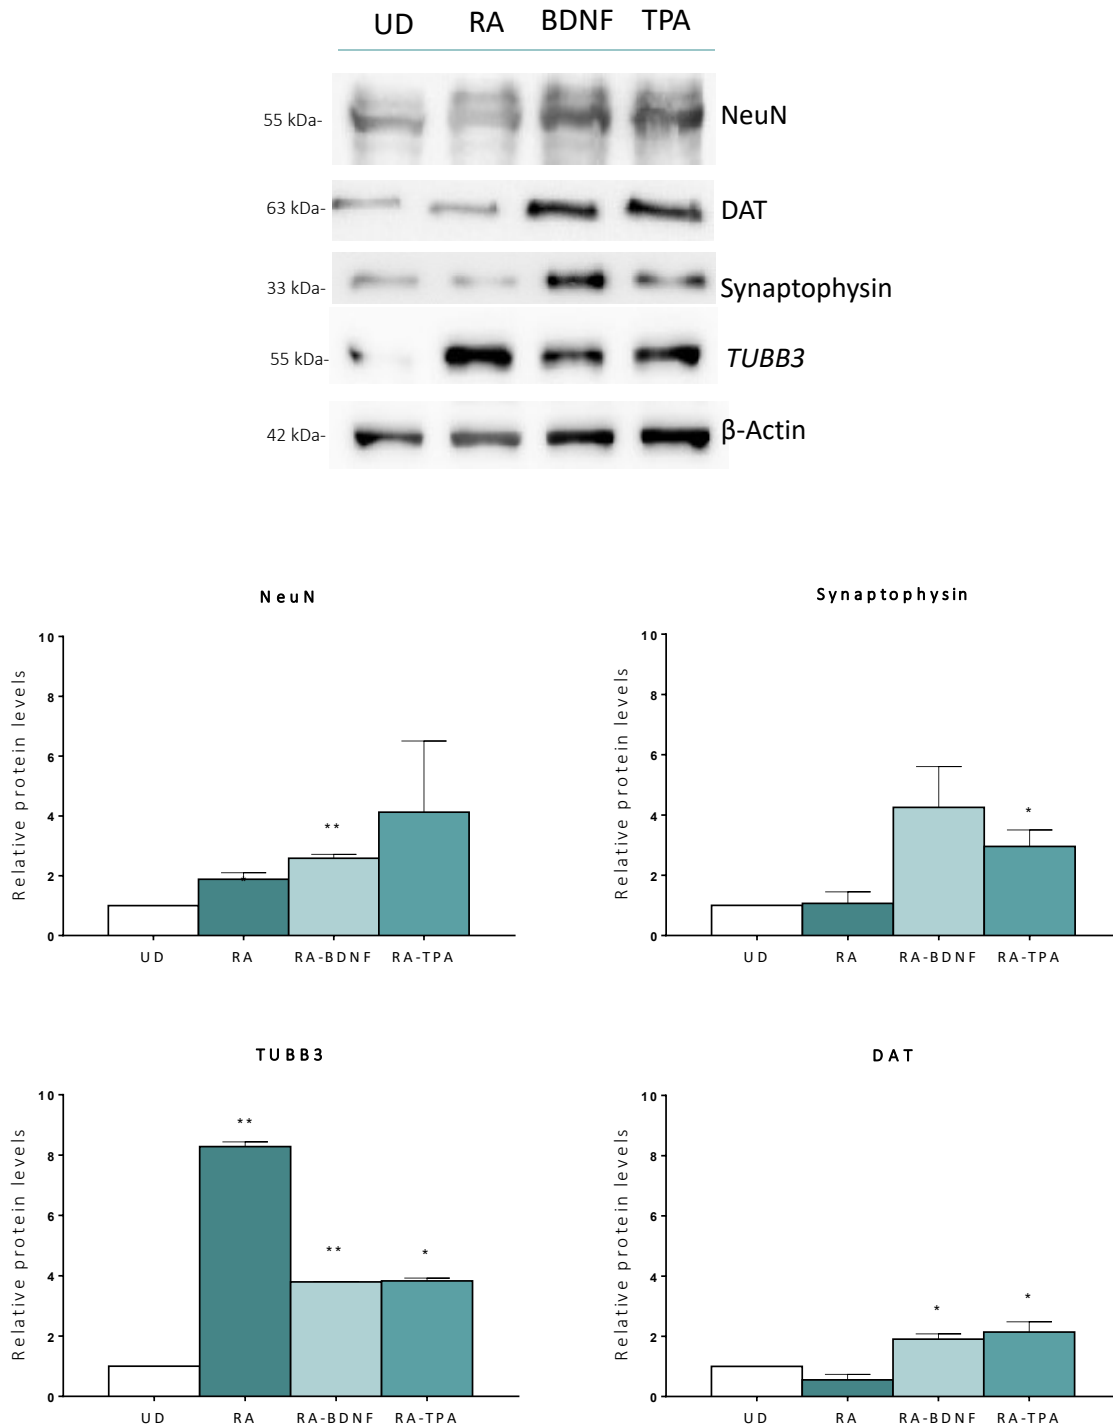 UD RA BDNF TPA
55 kDa- NeuN
63 kDa- DAT
33 kDa- Synaptophysin
55 kDa- TUBB3
42 kDa- β-Actin
NeuN
Relative protein levels
10
8
6
4
2
0
*
**
UD RA RA-BDNF RA-TPA
Synaptophysin
Relative protein levels
10
8
6
4
2
0
*
UD RA RA-BDNF RA-TPA
TUBB3
Relative protein levels
10
8
6
4
2
0
**
**
*
UD RA RA-BDNF RA-TPA
DAT
Relative protein levels
10
8
6
4
2
0
*
*
UD RA RA-BDNF RA-TPA